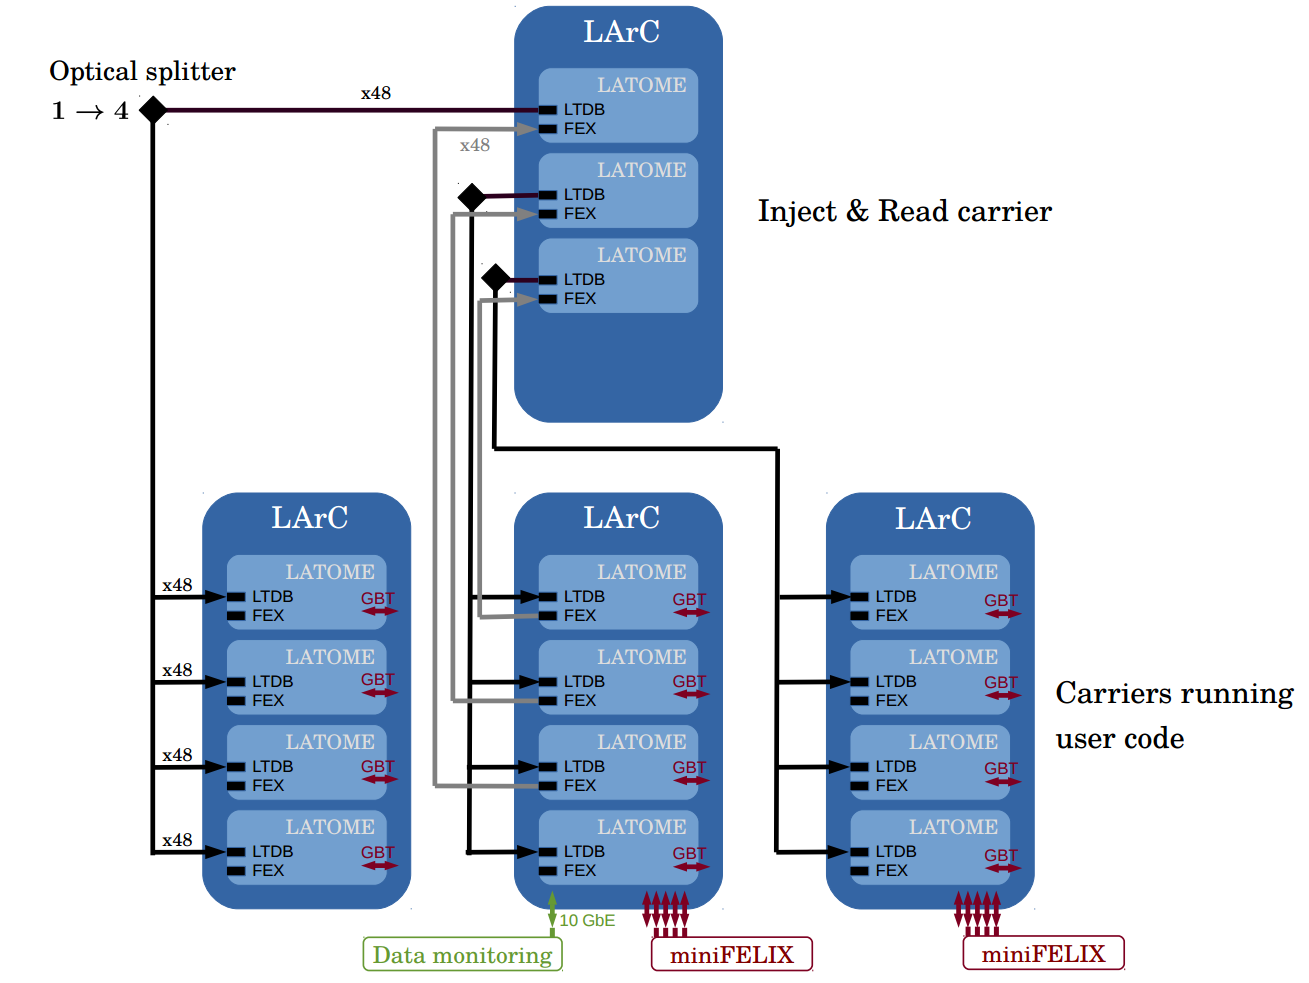 LArC
Optical splitter
1 → 4
x48
LATOME
LTDB
FEX
x48
LATOME
LTDB
FEX
Inject & Read carrier
LATOME
LTDB
FEX
LArC
LArC
LArC
LATOME
x48
LTDB
GBT
FEX
LATOME
x48
LTDB
GBT
FEX
LATOME
x48
LTDB
GBT
FEX
LATOME
x48
LTDB
GBT
FEX
LATOME
LTDB
GBT
FEX
LATOME
LTDB
GBT
FEX
LATOME
LTDB
GBT
FEX
LATOME
LTDB
GBT
FEX
LATOME
LTDB
GBT
FEX
LATOME
LTDB
GBT
FEX
LATOME
LTDB
GBT
FEX
LATOME
LTDB
GBT
FEX
Carriers running
user code
10 GbE
Data monitoring
miniFELIX
miniFELIX